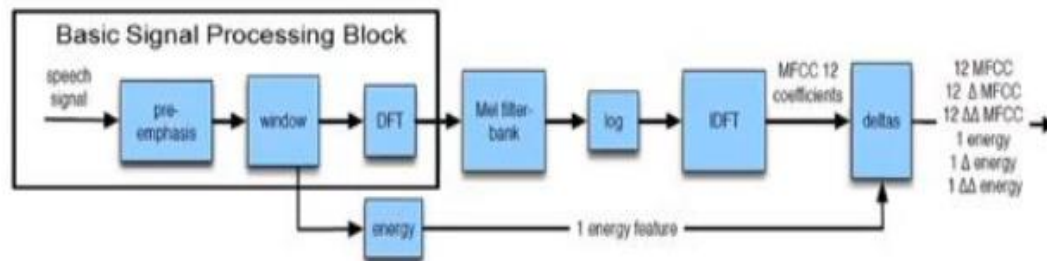 Basic Signal Processing Block
speech
signal
pre-
emphasis
window
DFT
Mel filter-
bank
log
IDFT
MFCC 12
coefficients
deltas
12 MFCC
12 Δ MFCC
12 ΔΔ MFCC
1 energy
1 Δ energy
1 ΔΔ energy
energy
1 energy feature